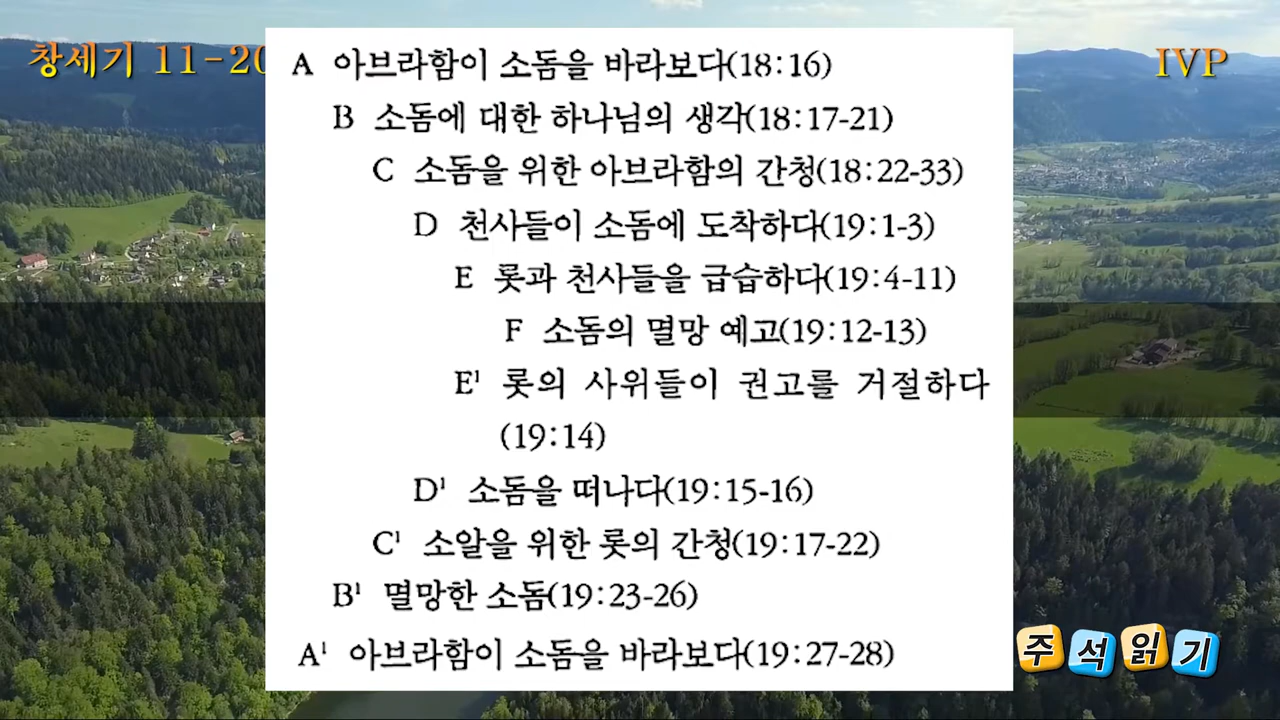 창세기 11-20
IVP
A 아브라함이 소돔을 바라보다(18:16)
B 소돔에 대한 하나님의 생각(18:17-21)
C 소돔을 위한 아브라함의 간청(18:22-33)
D 천사들이 소돔에 도착하다(19:1-3)
E 롯과 천사들을 급습하다(19:4-11)
F 소돔의 멸망 예고(19:12-13)
E¹ 롯의 사위들이 권고를 거절하다
(19:14)
D¹ 소돔을 떠나다(19:15-16)
C¹ 소알을 위한 롯의 간청(19:17-22)
B¹ 멸망한 소돔(19:23-26)
A¹ 아브라함이 소돔을 바라보다(19:27-28)
주석읽기